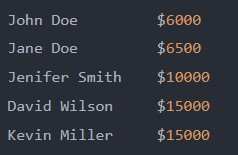 John Doe $6000
Jane Doe $6500
Jenifer Smith $10000
David Wilson $15000
Kevin Miller $15000